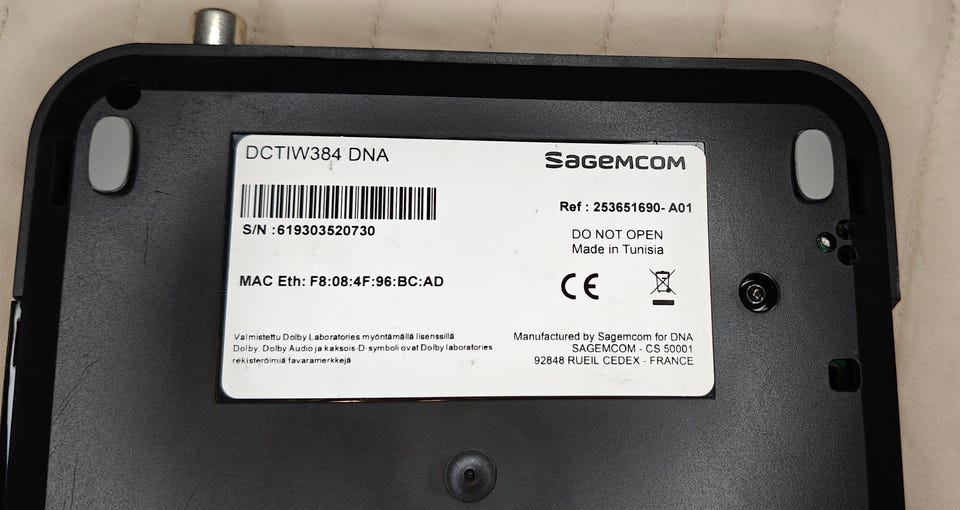 DCTIW384 DNA
SAGEMCOM
S/N :619303520730
Ref : 253651690- A01
DO NOT OPEN
Made in Tunisia
MAC Eth: F8:08:4F:96:BC:AD
CE
Valmistettu Dolby Laboratories myöntämällä lisenssillä
Dolby. Dolby Audio ja kaksois-D-symboli ovat Dolby laboratories
rekisteröimiä tavaramerkkejä
Manufactured by Sagemcom for DNA
SAGEMCOM - CS 50001
92848 RUEIL CEDEX - FRANCE